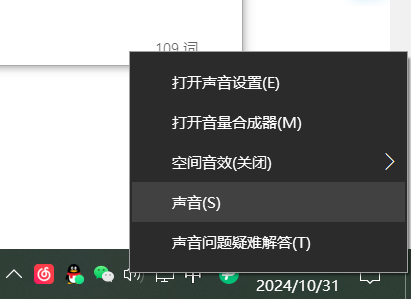 109 词
打开声音设置(E)
打开音量合成器(M)
空间音效(关闭)
声音(S)
声音问题疑难解答(T)
中
2024/10/31